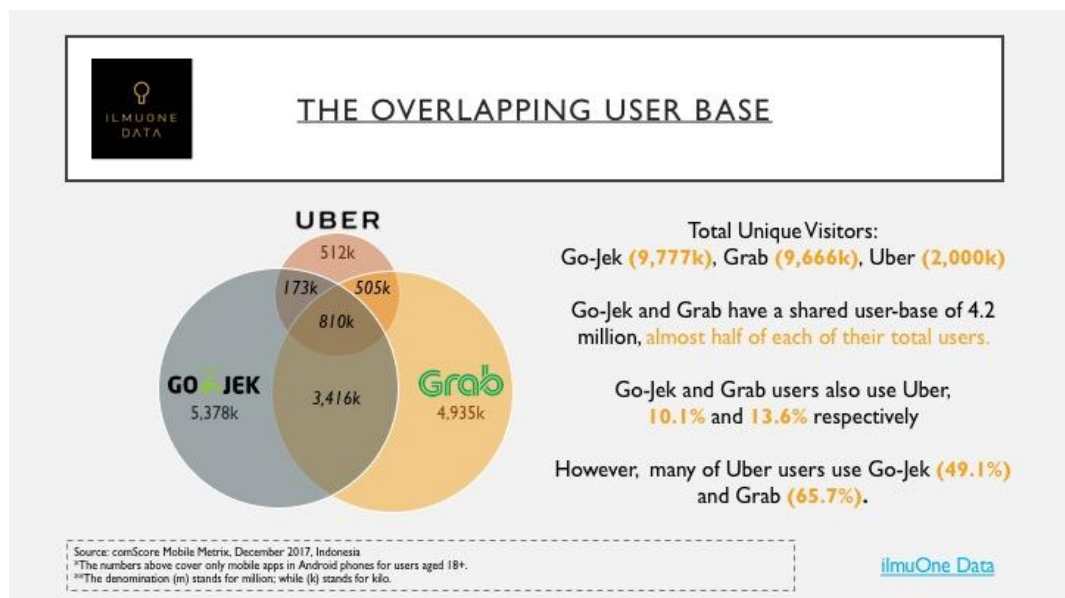 ILMUONE
DATA
THE OVERLAPPING USER BASE
UBER
512k
173k
505k
810k
GO JEK
5,378k
3,416k
Grab
4,935k
Total Unique Visitors:
Go-Jek (9,777k), Grab (9,666k), Uber (2,000k)
Go-Jek and Grab have a shared user-base of 4.2
million, almost half of each of their total users.
Go-Jek and Grab users also use Uber,
10.1% and 13.6% respectively
However, many of Uber users use Go-Jek (49.1%)
and Grab (65.7%).
Source: comScore Mobile Metrix, December 2017, Indonesia
*The numbers above cover only mobile apps in Android phones for users aged 18+.
**The denomination (m) stands for million; while (k) stands for kilo.
ilmuOne Data